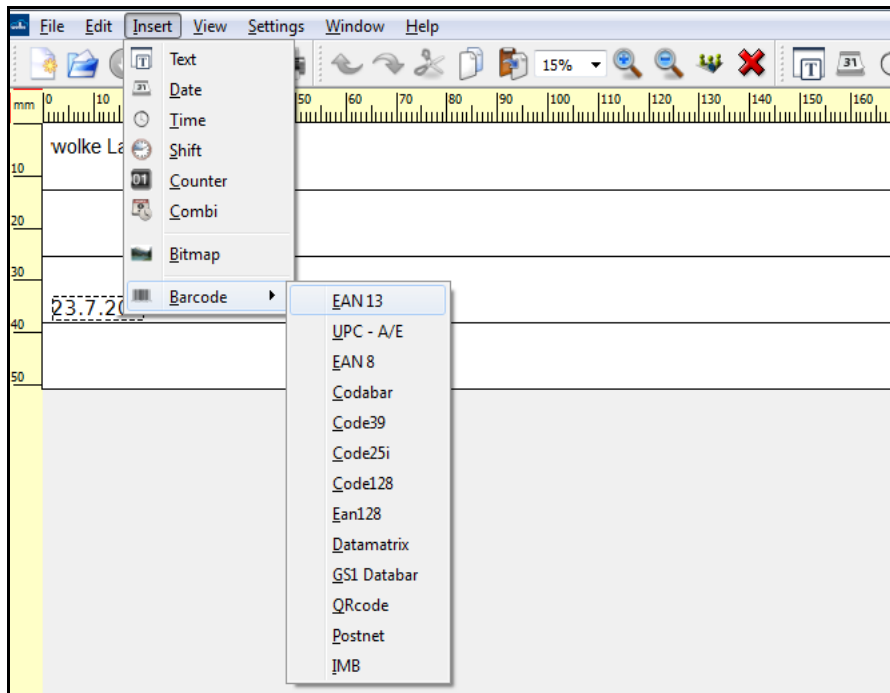 File Edit Insert View Settings Window Help
T Text
15%
T
31
31 Date
mm 0 10 50 60 70 80 90 100 110 120 130 140 150 160
Time
wolke La
Shift
10
01 Counter
Combi
20
Bitmap
30
Barcode
EAN 13
23.7.20
40
UPC - A/E
EAN 8
50
Codabar
Code39
Code25i
Code128
Ean128
Datamatrix
GS1 Databar
QRcode
Postnet
IMB